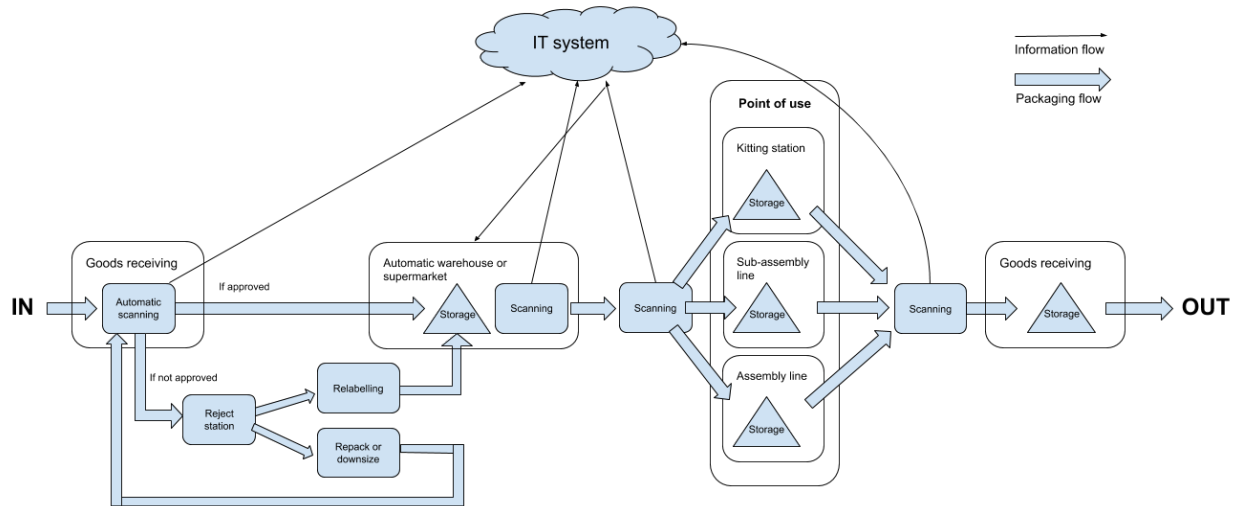 IT system
Information flow
Packaging flow
Point of use
Kitting station
Storage
Goods receiving
Automatic
scanning
If approved
Automatic warehouse or
supermarket
Storage
Scanning
Scanning
Sub-assembly
line
Storage
Scanning
Goods receiving
Storage
IN
OUT
If not approved
Reject
station
Relabelling
Repack or
downsize
Assembly line
Storage